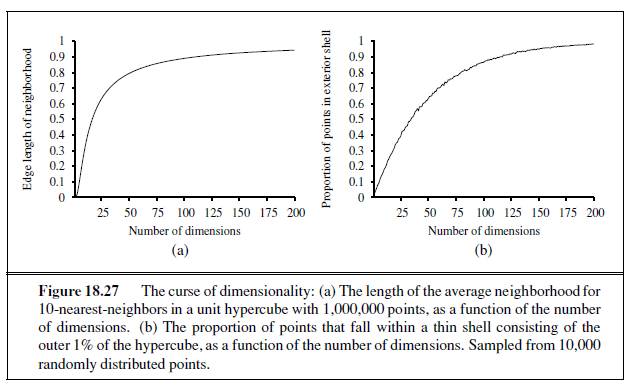 Edge length of neighborhood
1
0.9
0.8
0.7
0.6
0.5
0.4
0.3
0.2
0.1
0
25 50 75 100 125 150 175 200
Number of dimensions
(a)
Proportion of points in exterior shell
1
0.9
0.8
0.7
0.6
0.5
0.4
0.3
0.2
0.1
0
25 50 75 100 125 150 175 200
Number of dimensions
(b)
Figure 18.27 The curse of dimensionality: (a) The length of the average neighborhood for
10-nearest-neighbors in a unit hypercube with 1,000,000 points, as a function of the number
of dimensions. (b) The proportion of points that fall within a thin shell consisting of the
outer 1% of the hypercube, as a function of the number of dimensions. Sampled from 10,000
randomly distributed points.